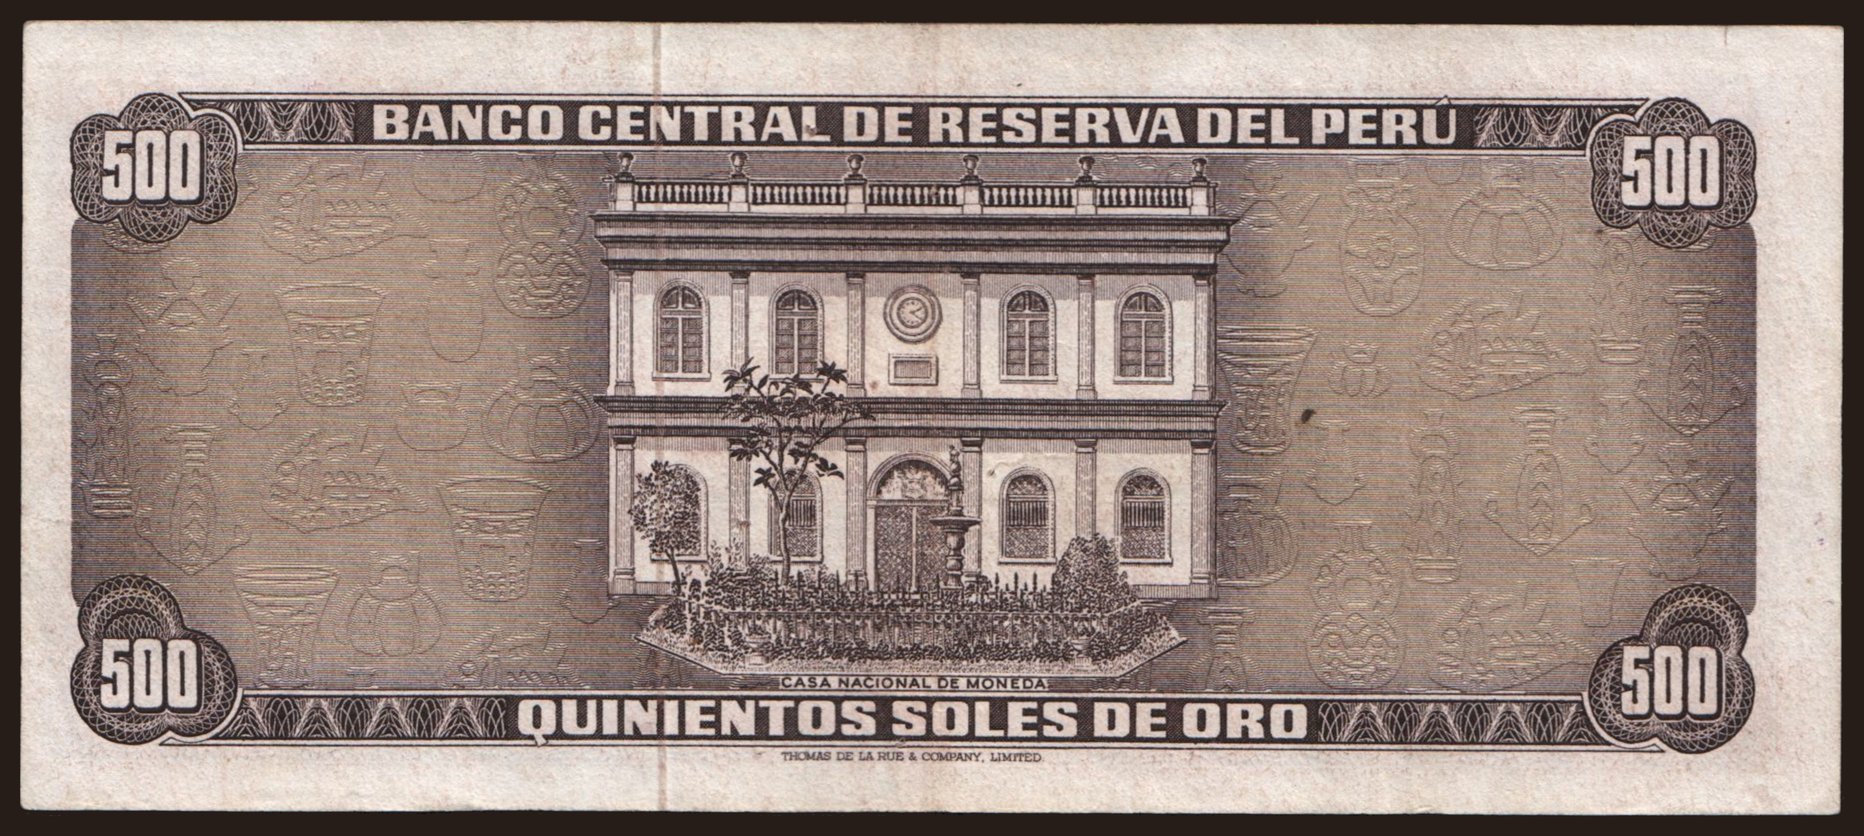 BANCO CENTRAL DE RESERVA DEL PERÚ
500 500
CASA NACIONAL DE MONEDA
500 500
QUINIENTOS SOLES DE ORO
THOMAS DE LA RUE & COMPANY, LIMITED.